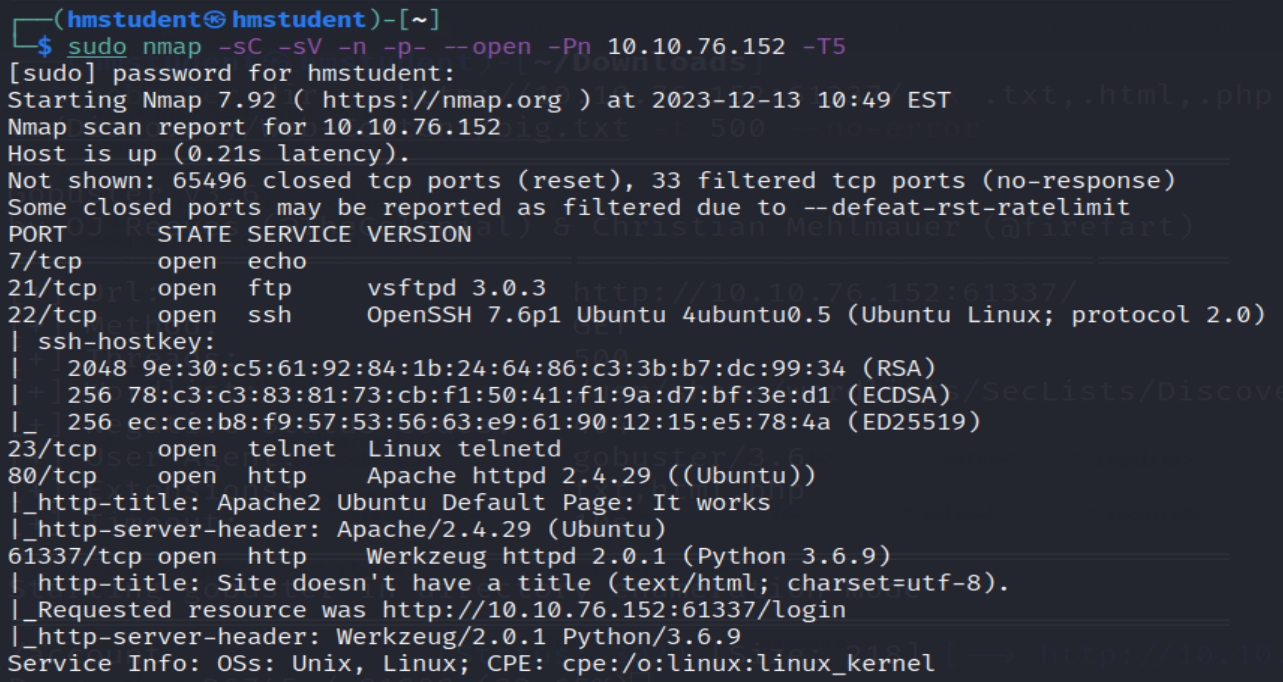 ┌──(hmstudent㉿hmstudent)-[~]
└─$ sudo nmap -sC -sV -n -p- --open -Pn 10.10.76.152 -T5
[sudo] password for hmstudent:
Starting Nmap 7.92 ( https://nmap.org ) at 2023-12-13 10:49 EST
Nmap scan report for 10.10.76.152
Host is up (0.21s latency).
Not shown: 65496 closed tcp ports (reset), 33 filtered tcp ports (no-response)
Some closed ports may be reported as filtered due to --defeat-rst-ratelimit
PORT      STATE SERVICE VERSION
7/tcp     open  echo
21/tcp    open  ftp     vsftpd 3.0.3
22/tcp    open  ssh     OpenSSH 7.6p1 Ubuntu 4ubuntu0.5 (Ubuntu Linux; protocol 2.0)
| ssh-hostkey:
|   2048 9e:30:c5:61:92:84:1b:24:64:86:c3:3b:b7:dc:99:34 (RSA)
|   256 78:c3:c3:83:81:73:cb:f1:50:41:f1:9a:d7:bf:3e:d1 (ECDSA)
|_  256 ec:ce:b8:f9:57:53:56:63:e9:61:90:12:15:e5:78:4a (ED25519)
23/tcp    open  telnet  Linux telnetd
80/tcp    open  http    Apache httpd 2.4.29 ((Ubuntu))
|_http-title: Apache2 Ubuntu Default Page: It works
|_http-server-header: Apache/2.4.29 (Ubuntu)
61337/tcp open  http    Werkzeug httpd 2.0.1 (Python 3.6.9)
| http-title: Site doesn't have a title (text/html; charset=utf-8).
|_Requested resource was http://10.10.76.152:61337/login
|_http-server-header: Werkzeug/2.0.1 Python/3.6.9
Service Info: OSs: Unix, Linux; CPE: cpe:/o:linux:linux_kernel